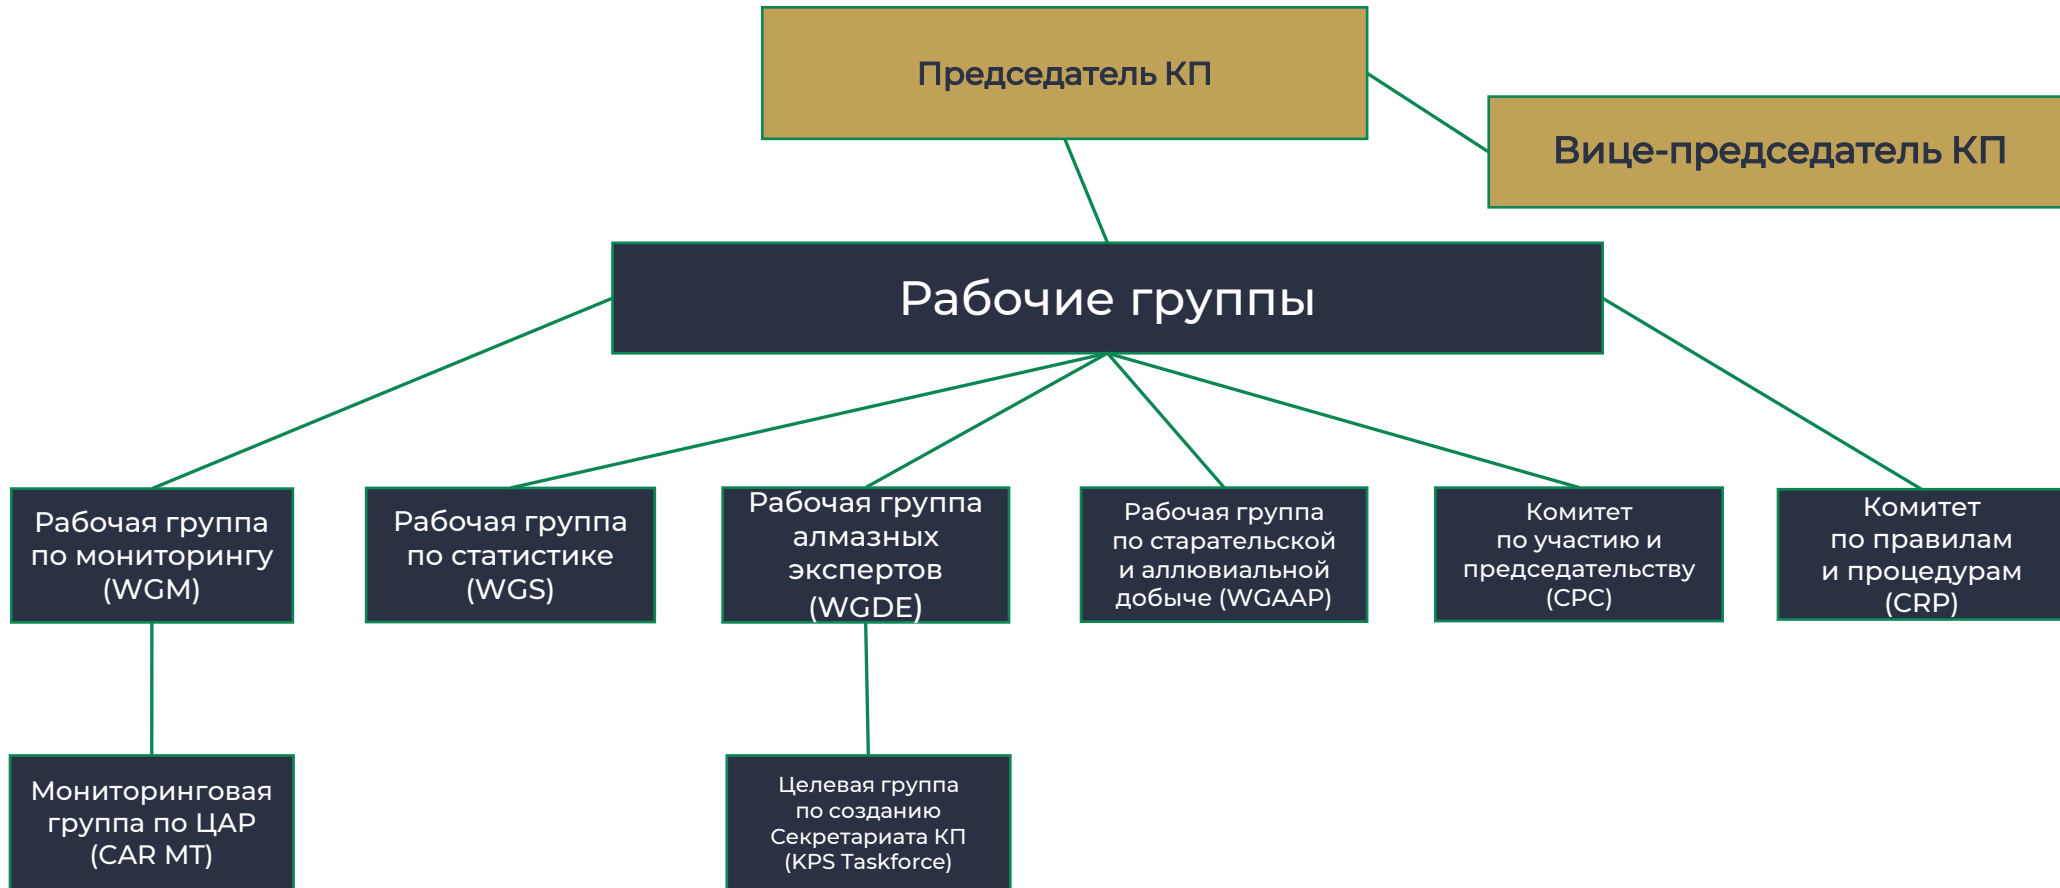 Председатель КП
Вице-председатель КП
Рабочие группы
Рабочая группа
по мониторингу
(WGM)
Рабочая группа
по статистике
(WGS)
Рабочая группа
алмазных
экспертов
(WGDE)
Рабочая группа
по старательской
и аллювиальной
добыче (WGAAP)
Комитет
по участию и
председательству
(CPC)
Комитет
по правилам
и процедурам
(CRP)
Мониторинговая
группа по ЦАР
(CAR MT)
Целевая группа
по созданию
Секретариата КП
(KPS Taskforce)